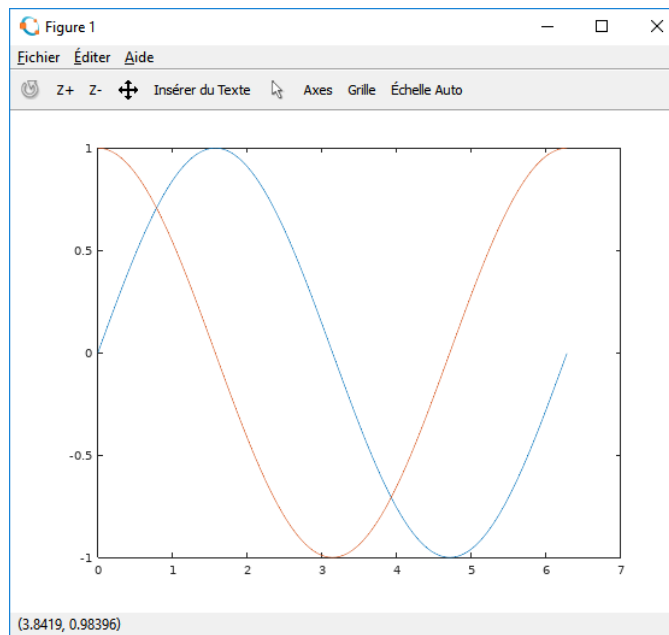 Figure 1
Fichier Éditer Aide
Z+ Z- Insérer du Texte Axes Grille Échelle Auto
1
0.5
0
-0.5
-1
0 1 2 3 4 5 6 7
(3.8419, 0.98396)